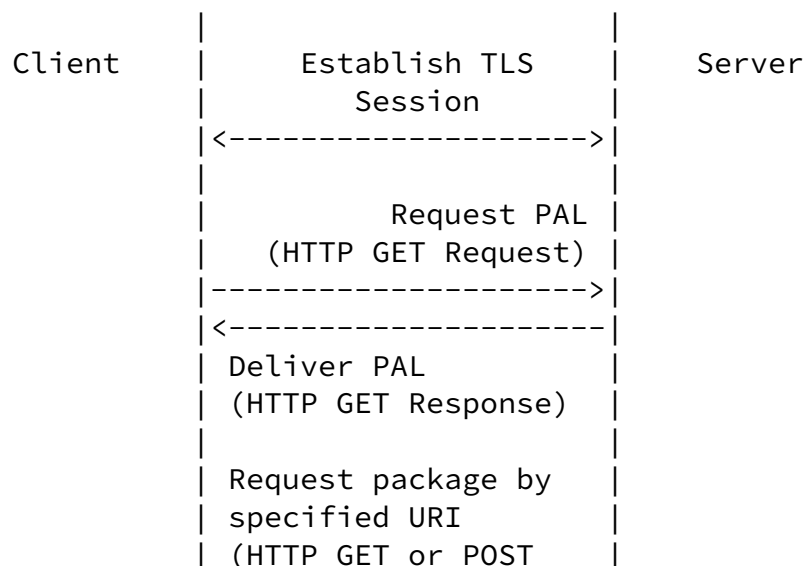 |                       |
Client     |      Establish TLS      |    Server
           |         Session         |
           |<-------------------->|
           |                       |
           |           Request PAL |
           |    (HTTP GET Request) |
           |--------------------->|
           |<---------------------|
           | Deliver PAL           |
           | (HTTP GET Response)   |
           |                       |
           | Request package by    |
           | specified URI         |
           | (HTTP GET or POST     |